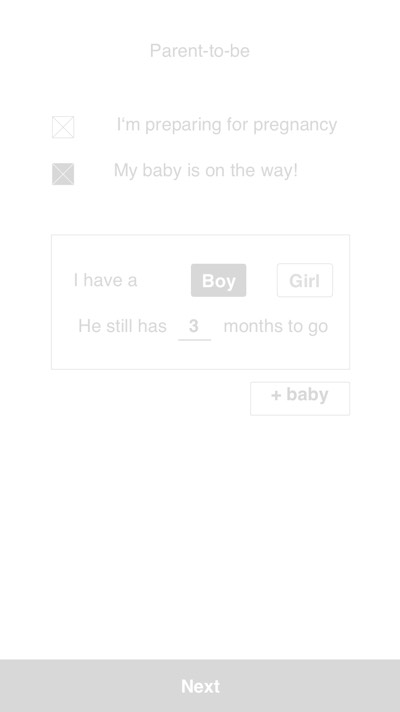 Parent-to-be
I'm preparing for pregnancy
My baby is on the way!
I have a Boy Girl
He still has 3 months to go
+ baby
Next